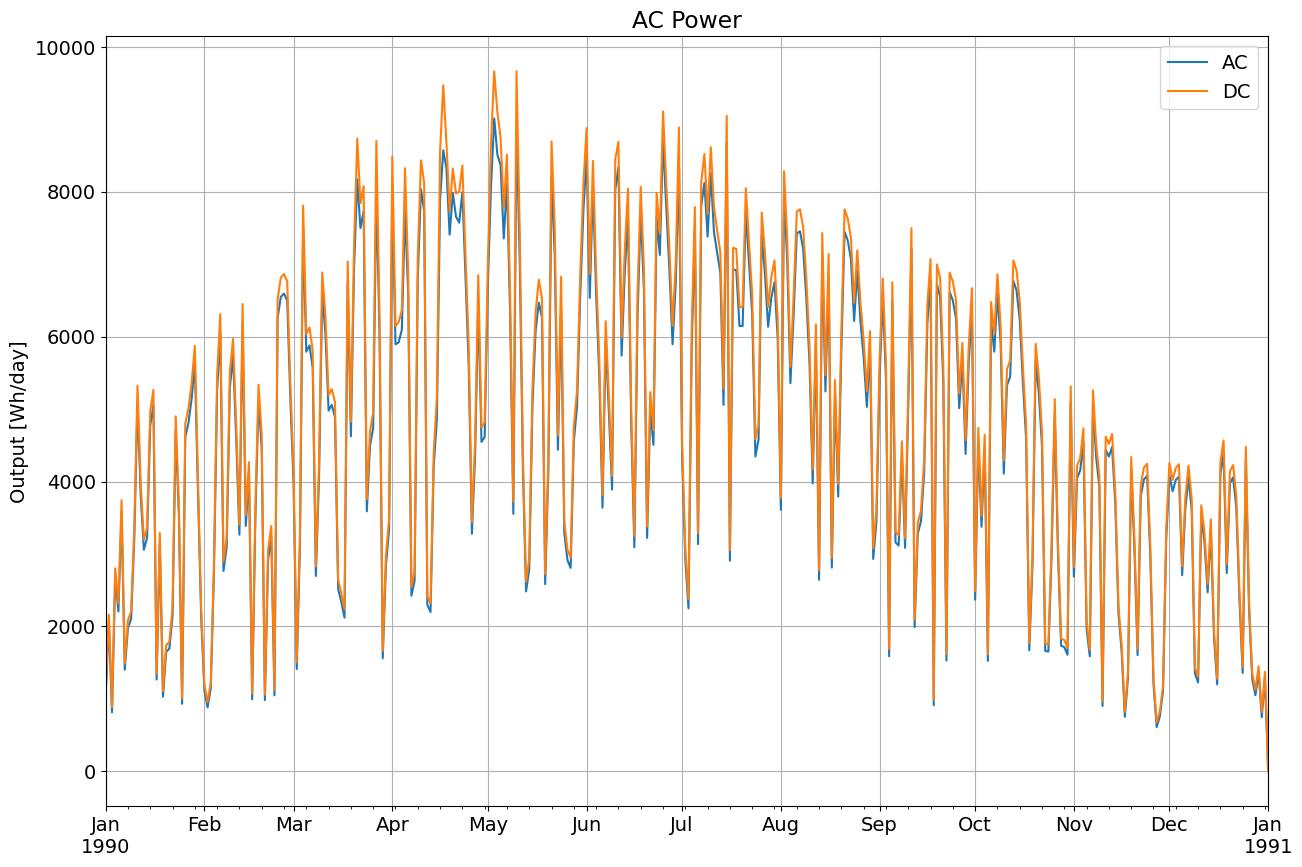 AC Power
10000
8000
6000
4000
2000
0
Output [Wh/day]
AC
DC
Jan Feb Mar Apr May Jun Jul Aug Sep Oct Nov Dec Jan
1990 1991